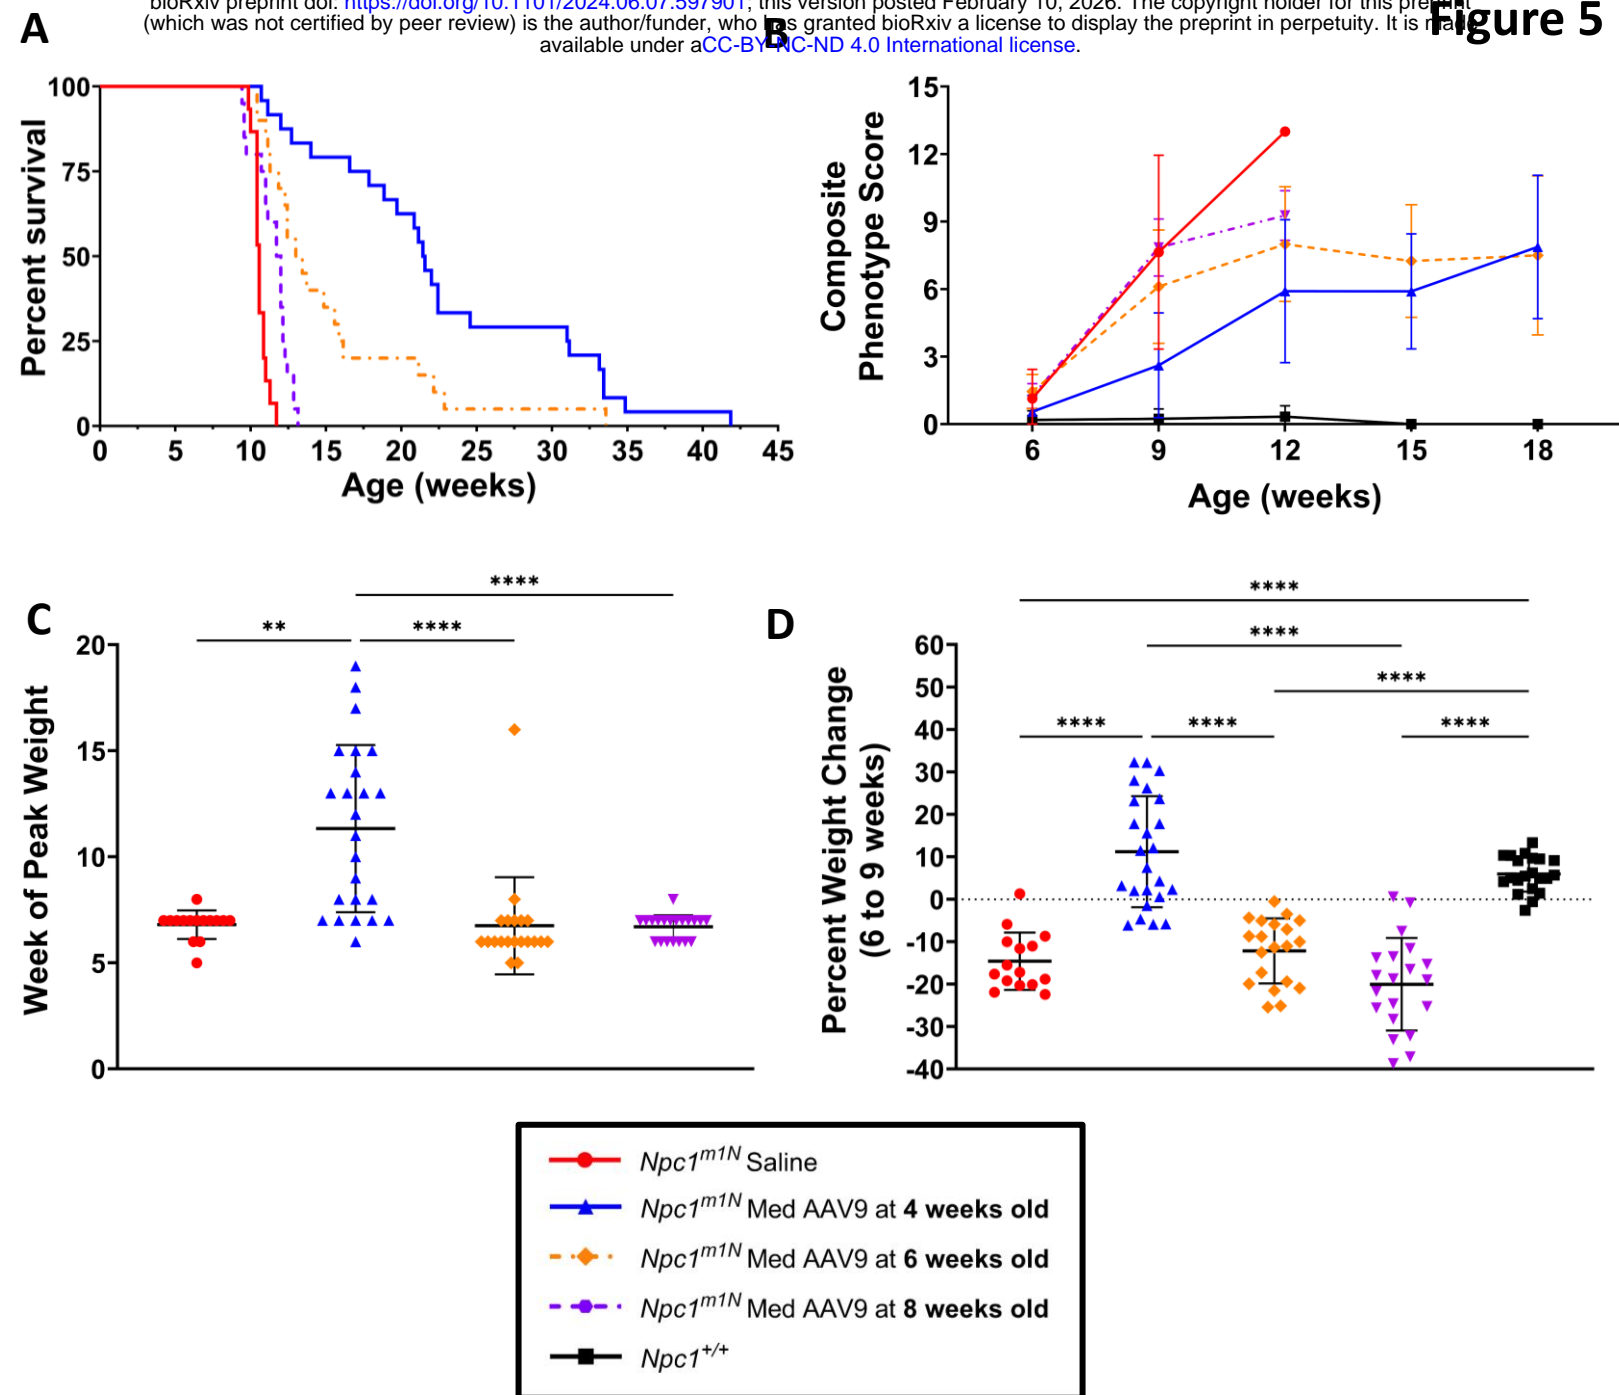 bioRxiv preprint doi: https://doi.org/10.1101/2024.06.07.597901; this version posted February 10, 2026. The copyright holder for this preprint
(which was not certified by peer review) is the author/funder, who has granted bioRxiv a license to display the preprint in perpetuity. It is made
available under aCC-BY-NC-ND 4.0 International license.
Figure 5
A
Percent survival
100
75
50
25
0
0 5 10 15 20 25 30 35 40 45
Age (weeks)
B
Composite
Phenotype Score
15
12
9
6
3
0
6 9 12 15 18
Age (weeks)
C
Week of Peak Weight
20
15
10
5
0
****
** ****
D
Percent Weight Change
(6 to 9 weeks)
60
50
40
30
20
10
0
-10
-20
-30
-40
****
****
****
**** **** ****
Npc1m1N Saline
Npc1m1N Med AAV9 at 4 weeks old
Npc1m1N Med AAV9 at 6 weeks old
Npc1m1N Med AAV9 at 8 weeks old
Npc1+/+